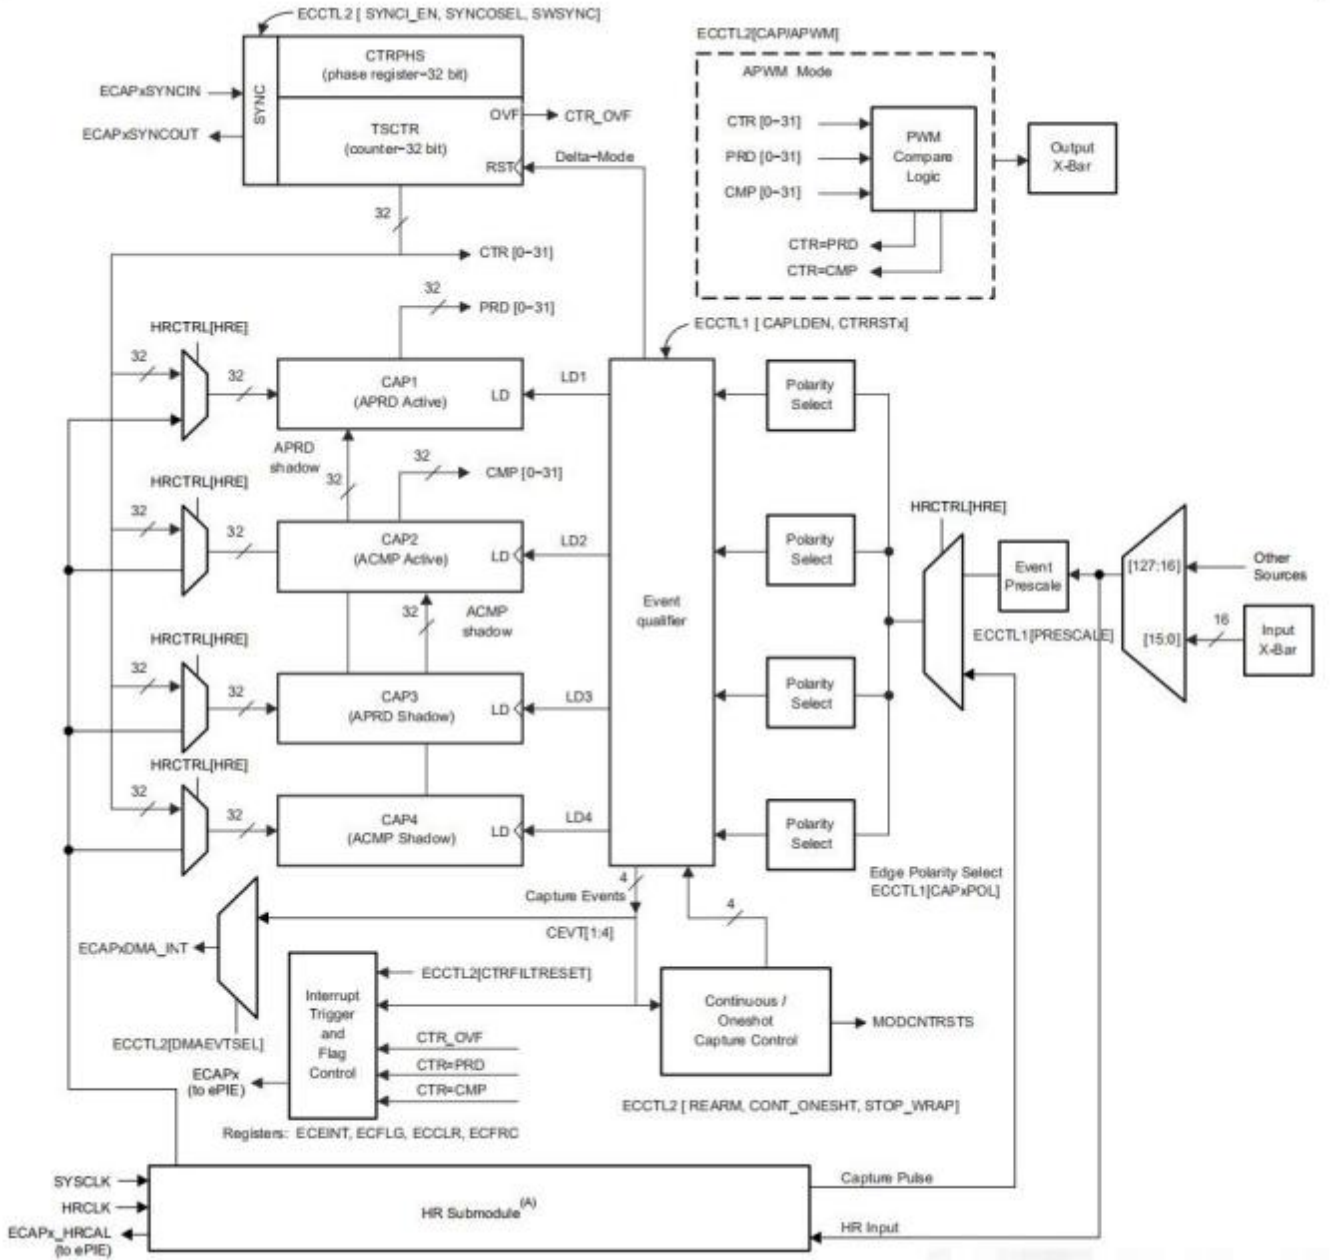 ECCTL2 [ SYNCI_EN, SYNCOSEL, SWSYNC]
ECCTL2[CAP/APWM]
SYNC
CTRPHS
(phase register−32 bit)
TSCTR
(counter−32 bit)
OVF
RST
ECAPxSYNCIN
ECAPxSYNCOUT
CTR_OVF
Delta−Mode
APWM Mode
CTR [0−31]
PRD [0−31]
CMP [0−31]
PWM
Compare
Logic
Output
X-Bar
CTR=PRD
CTR=CMP
32
CTR [0−31]
32
PRD [0−31]
ECCTL1 [ CAPLDEN, CTRRSTx]
HRCTRL[HRE]
32
32
CAP1
(APRD Active)
LD
LD1
Polarity
Select
APRD
shadow
32
32
CMP [0−31]
HRCTRL[HRE]
32
32
CAP2
(ACMP Active)
LD
LD2
Polarity
Select
HRCTRL[HRE]
Event
Prescale
ECCTL1[PRESCALE]
[127:16]
[15:0]
Other
Sources
16
Input
X-Bar
Event
qualifier
32
ACMP
shadow
HRCTRL[HRE]
32
32
CAP3
(APRD Shadow)
LD
LD3
Polarity
Select
HRCTRL[HRE]
32
32
CAP4
(ACMP Shadow)
LD
LD4
Polarity
Select
Edge Polarity Select
ECCTL1[CAPxPOL]
4
Capture Events
CEVT[1:4]
4
ECAPxDMA_INT
ECCTL2[DMAEVTSEL]
Interrupt
Trigger
and
Flag
Control
ECCTL2[CTRFILTRESET]
CTR_OVF
CTR=PRD
CTR=CMP
ECAPx
(to ePIE)
Continuous /
Oneshot
Capture Control
MODCNTRSTS
ECCTL2 [ REARM, CONT_ONESHT, STOP_WRAP]
Registers: ECEINT, ECFLG, ECCLR, ECFRC
SYSCLK
HRCLK
ECAPx_HRCAL
(to ePIE)
HR Submodule(A)
Capture Pulse
HR Input